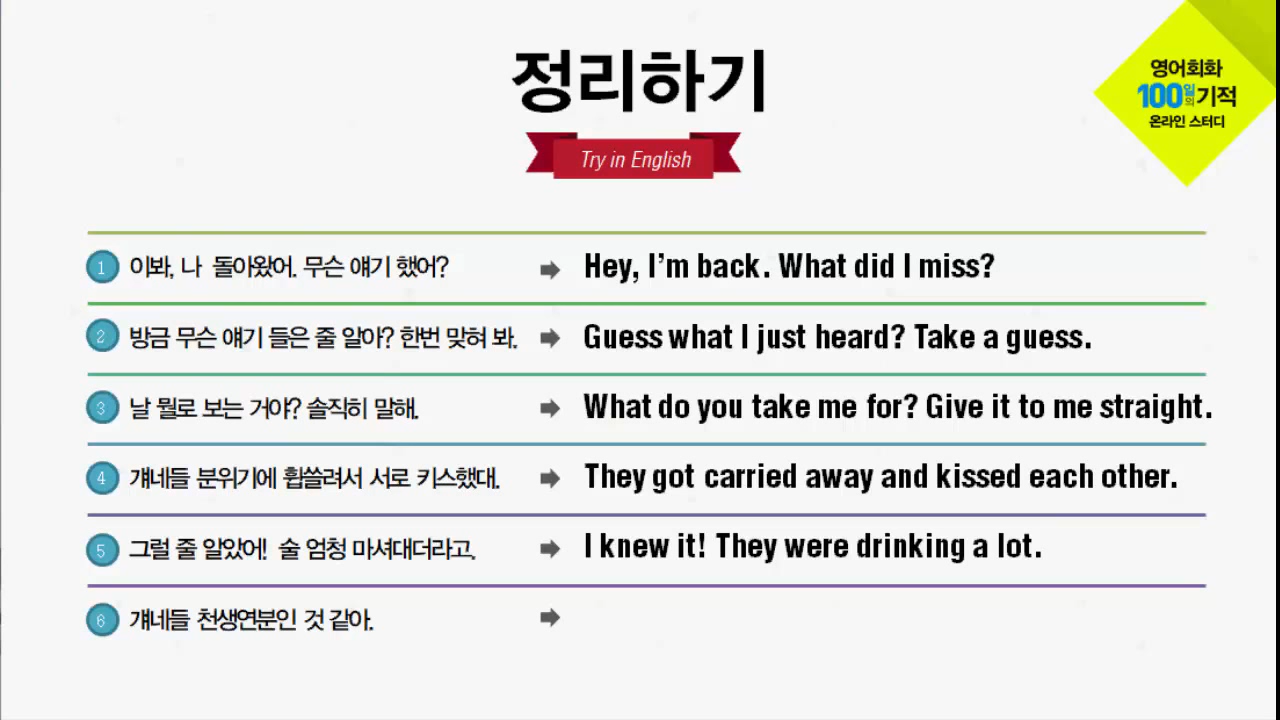 정리하기
Try in English
영어회화
100일의 기적
온라인 스터디
1 이봐, 나 돌아왔어. 무슨 얘기 했어? ➡ Hey, I'm back. What did I miss?
2 방금 무슨 얘기 들은 줄 알아? 한번 맞혀 봐. ➡ Guess what I just heard? Take a guess.
3 날 뭘로 보는 거야? 솔직히 말해. ➡ What do you take me for? Give it to me straight.
4 걔네들 분위기에 휩쓸려서 서로 키스했대. ➡ They got carried away and kissed each other.
5 그럴 줄 알았어! 술 엄청 마셔대더라고. ➡ I knew it! They were drinking a lot.
6 걔네들 천생연분인 것 같아. ➡